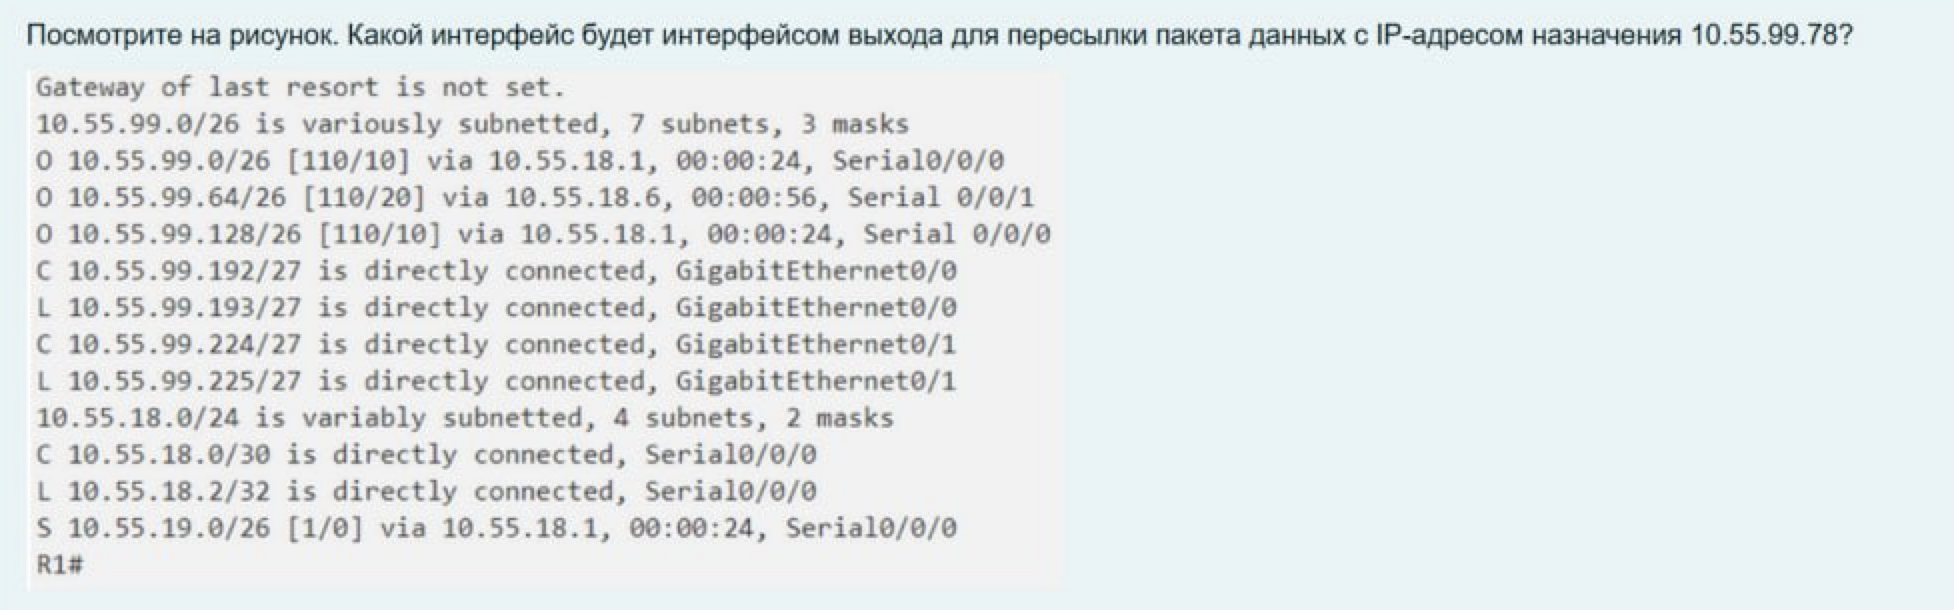 Посмотрите на рисунок. Какой интерфейс будет интерфейсом выхода для пересылки пакета данных с IP-адресом назначения 10.55.99.78?
Gateway of last resort is not set.
10.55.99.0/26 is variously subnetted, 7 subnets, 3 masks
O 10.55.99.0/26 [110/10] via 10.55.18.1, 00:00:24, Serial0/0/0
O 10.55.99.64/26 [110/20] via 10.55.18.6, 00:00:56, Serial 0/0/1
O 10.55.99.128/26 [110/10] via 10.55.18.1, 00:00:24, Serial 0/0/0
C 10.55.99.192/27 is directly connected, GigabitEthernet0/0
L 10.55.99.193/27 is directly connected, GigabitEthernet0/0
C 10.55.99.224/27 is directly connected, GigabitEthernet0/1
L 10.55.99.225/27 is directly connected, GigabitEthernet0/1
10.55.18.0/24 is variably subnetted, 4 subnets, 2 masks
C 10.55.18.0/30 is directly connected, Serial0/0/0
L 10.55.18.2/32 is directly connected, Serial0/0/0
S 10.55.19.0/26 [1/0] via 10.55.18.1, 00:00:24, Serial0/0/0
R1#